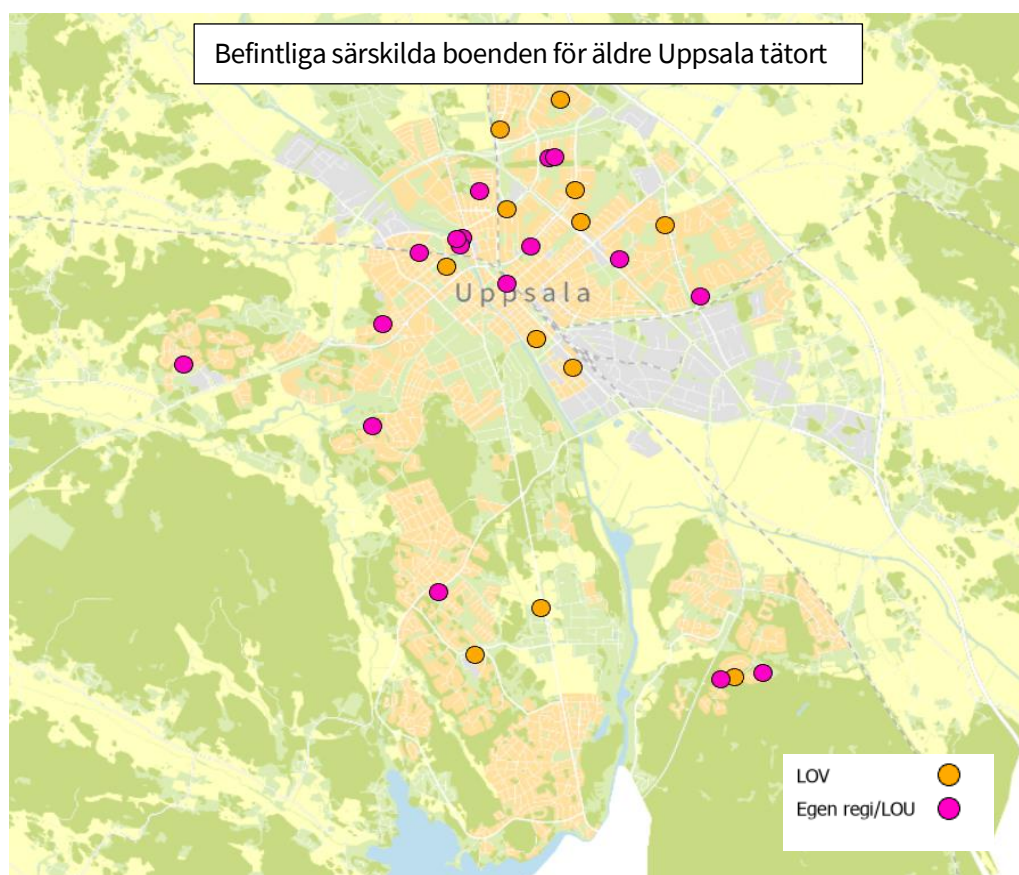 Befintliga särskilda boenden för äldre Uppsala tätort
Uppsala
LOV
Egen regi/LOU